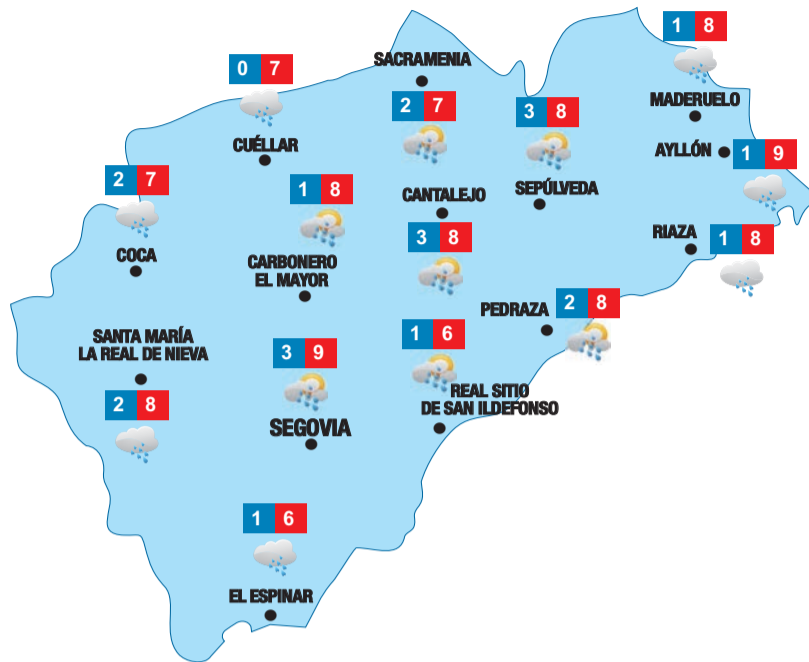 1 8
MADERUELO
SACRAMENIA
2 7
0 7
CUÉLLAR
3 8
SEPÚLVEDA
AYLLÓN
1 9
2 7
COCA
1 8
CARBONERO
EL MAYOR
CANTALEJO
3 8
RIAZA
1 8
PEDRAZA
2 8
SANTA MARÍA
LA REAL DE NIEVA
2 8
3 9
SEGOVIA
1 6
REAL SITIO
DE SAN ILDEFONSO
1 6
EL ESPINAR